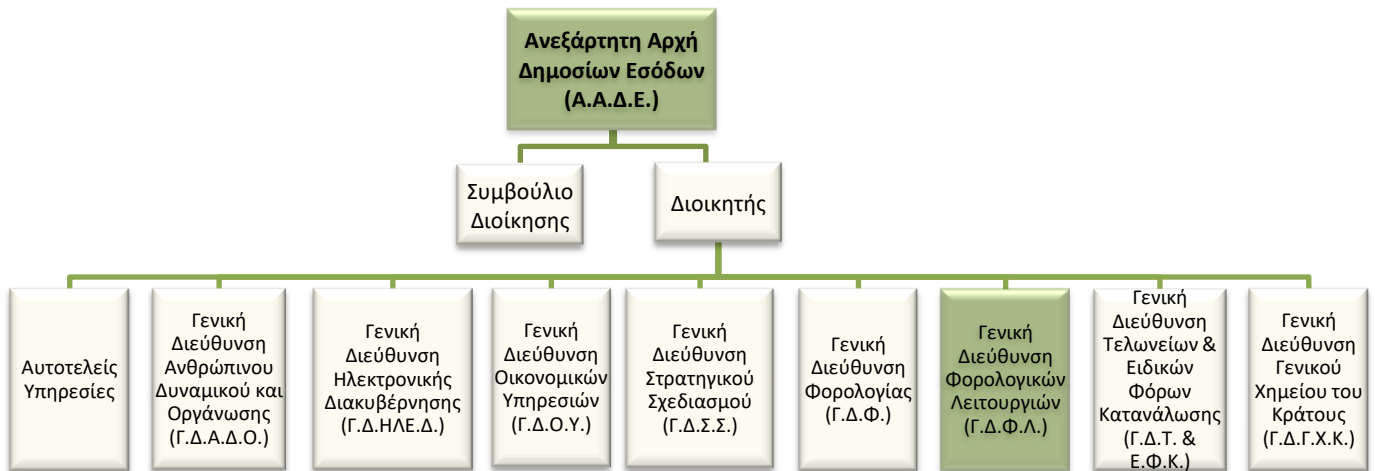 Ανεξάρτητη Αρχή
Δημοσίων Εσόδων
(Α.Α.Δ.Ε.)
Συμβούλιο
Διοίκησης
Διοικητής
Αυτοτελείς
Υπηρεσίες
Γενική
Διεύθυνση
Ανθρώπινου
Δυναμικού και
Οργάνωσης
(Γ.Δ.Α.Δ.Ο.)
Γενική
Διεύθυνση
Ηλεκτρονικής
Διακυβέρνησης
(Γ.Δ.ΗΛΕ.Δ.)
Γενική
Διεύθυνση
Οικονομικών
Υπηρεσιών
(Γ.Δ.Ο.Υ.)
Γενική
Διεύθυνση
Στρατηγικού
Σχεδιασμού
(Γ.Δ.Σ.Σ.)
Γενική
Διεύθυνση
Φορολογίας
(Γ.Δ.Φ.)
Γενική
Διεύθυνση
Φορολογικών
Λειτουργιών
(Γ.Δ.Φ.Λ.)
Γενική
Διεύθυνση
Τελωνείων &
Ειδικών
Φόρων
Κατανάλωσης
(Γ.Δ.Τ. &
Ε.Φ.Κ.)
Γενική
Διεύθυνση
Γενικού
Χημείου του
Κράτους
(Γ.Δ.Γ.Χ.Κ.)